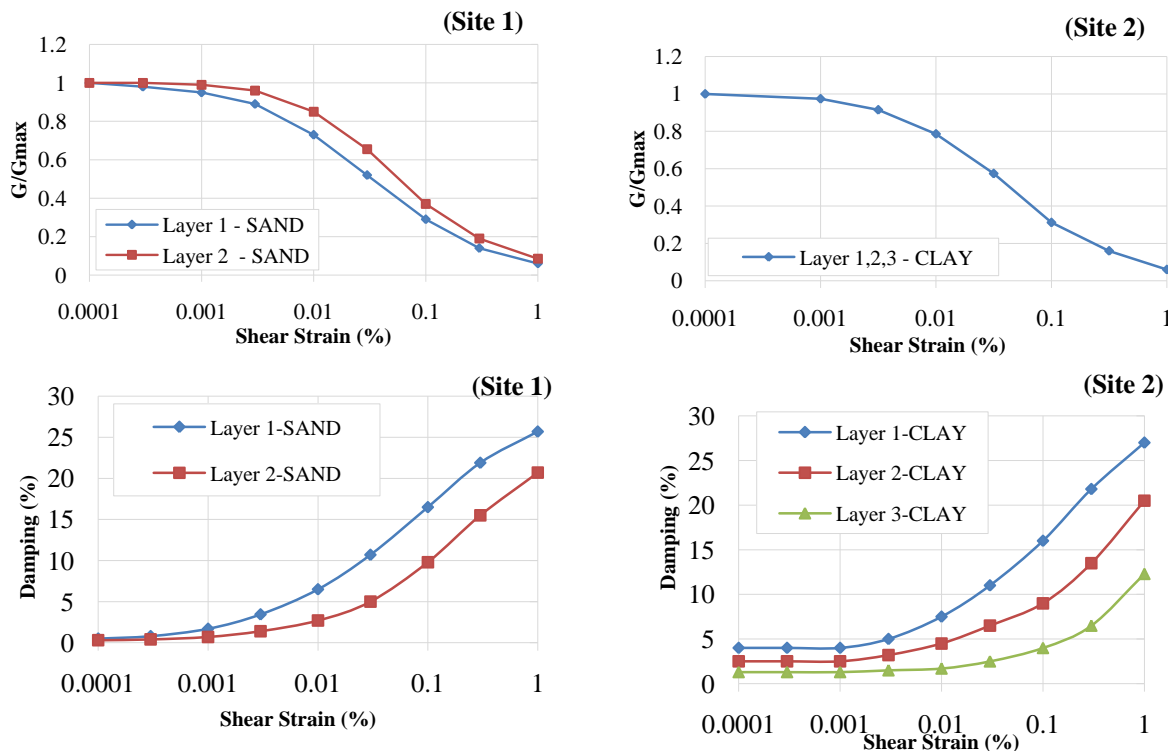 (Site 1)
1.2
1
0.8
0.6
0.4
0.2
0
G/Gmax
Layer 1 - SAND
Layer 2 - SAND
0.0001 0.001 0.01 0.1 1
Shear Strain (%)
(Site 2)
1.2
1
0.8
0.6
0.4
0.2
0
G/Gmax
Layer 1,2,3 - CLAY
0.0001 0.001 0.01 0.1 1
Shear Strain (%)
(Site 1)
30
25
20
15
10
5
0
Damping (%)
Layer 1-SAND
Layer 2-SAND
0.0001 0.001 0.01 0.1 1
Shear Strain (%)
(Site 2)
30
25
20
15
10
5
0
Damping (%)
Layer 1-CLAY
Layer 2-CLAY
Layer 3-CLAY
0.0001 0.001 0.01 0.1 1
Shear Strain (%)